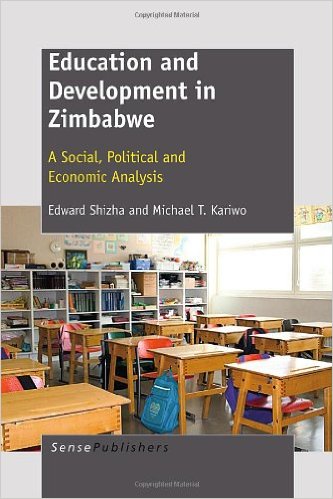 Education and
Development in
Zimbabwe
A Social, Political and
Economic Analysis
Edward Shizha and Michael T. Kariwo
SensePublishers
Copyrighted Material